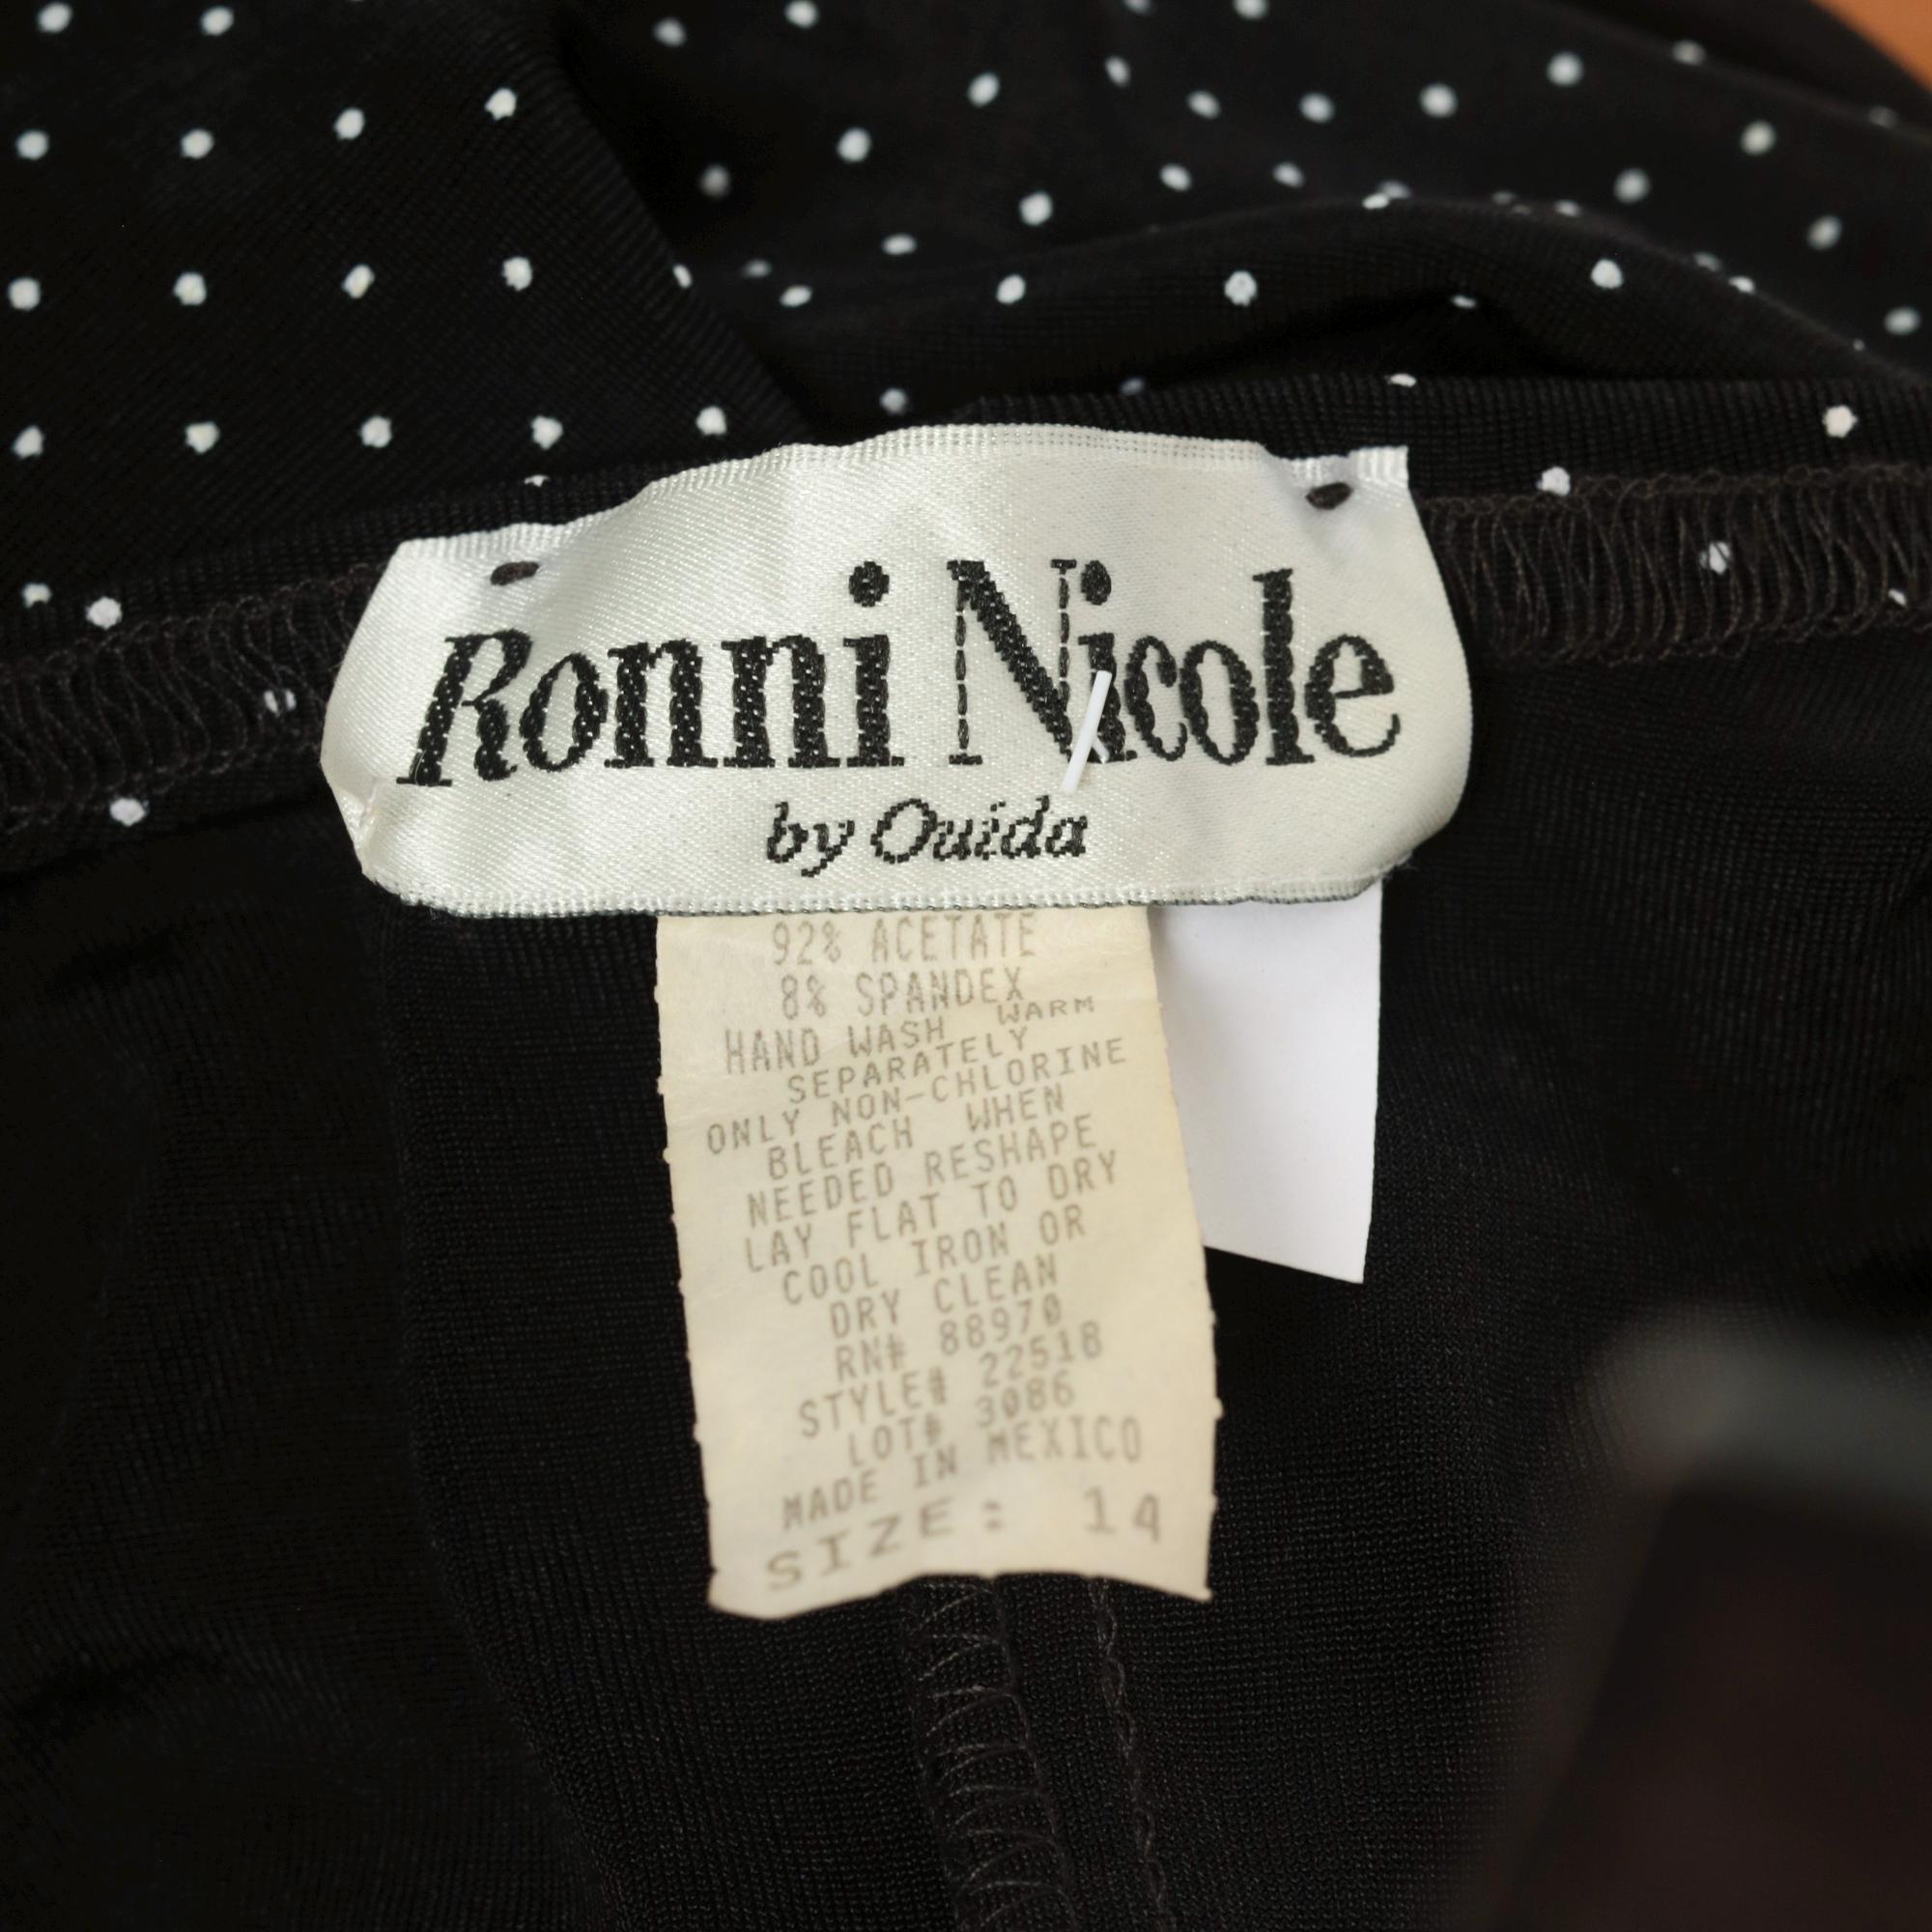 Ronni Nicole
by Ouida
92% ACETATE
8% SPANDEX
HAND WASH WARM
SEPARATELY
ONLY NON-CHLORINE
BLEACH WHEN
NEEDED RESHAPE
LAY FLAT TO DRY
COOL IRON OR
DRY CLEAN
RN# 88970
STYLE# 22518
LOT# 3086
MADE IN MEXICO
SIZE: 14